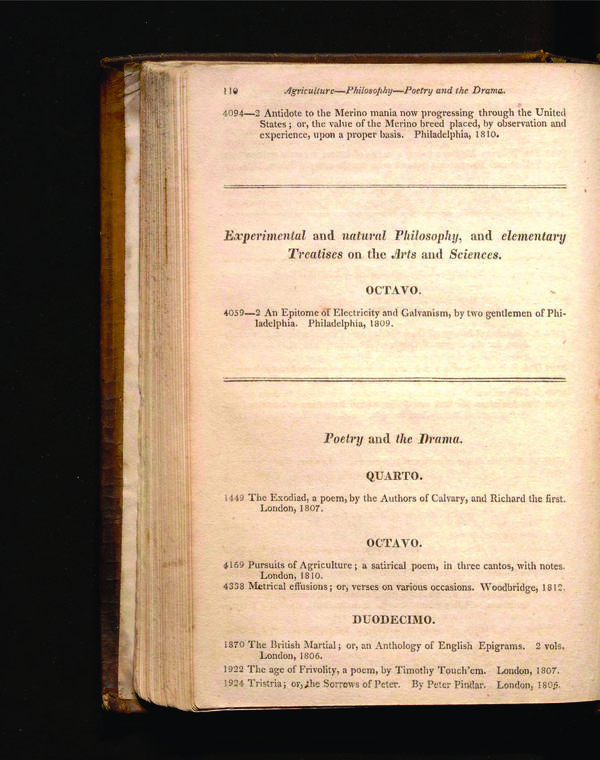 110 Agriculture—Philosophy—Poetry and the Drama.
4094—2 Antidote to the Merino mania now progressing through the United
States; or, the value of the Merino breed placed, by observation and
experience, upon a proper basis. Philadelphia, 1810.
Experimental and natural Philosophy, and elementary
Treatises on the Arts and Sciences.
OCTAVO.
4059—2 An Epitome of Electricity and Galvanism, by two gentlemen of Phi-
ladelphia. Philadelphia, 1809.
Poetry and the Drama.
QUARTO.
1449 The Exodiad, a poem, by the Authors of Calvary, and Richard the first.
London, 1807.
OCTAVO.
4169 Pursuits of Agriculture; a satirical poem, in three cantos, with notes.
London, 1810.
4338 Metrical effusions; or, verses on various occasions. Woodbridge, 1812.
DUODECIMO.
1870 The British Martial; or, an Anthology of English Epigrams. 2 vols.
London, 1806.
1922 The age of Frivolity, a poem, by Timothy Touch'em. London, 1807.
1924 Tristria; or, the Sorrows of Peter. By Peter Pindar. London,